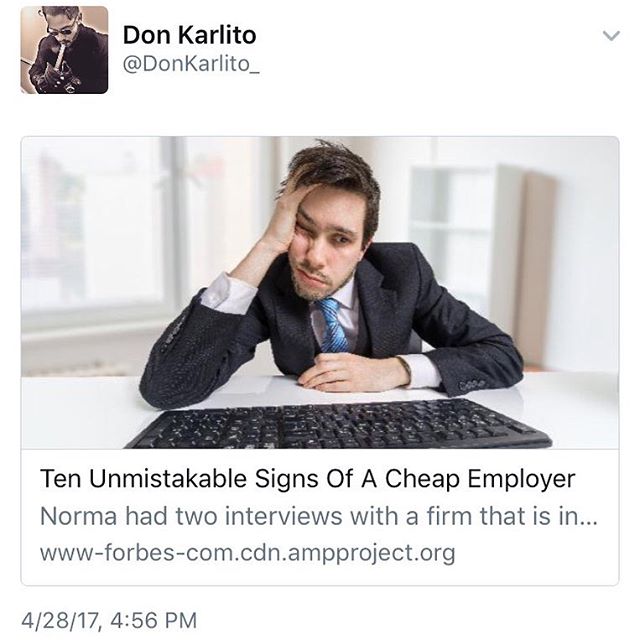 Don Karlito
@DonKarlito_
Ten Unmistakable Signs Of A Cheap Employer
Norma had two interviews with a firm that is in...
www-forbes-com.cdn.ampproject.org
4/28/17, 4:56 PM